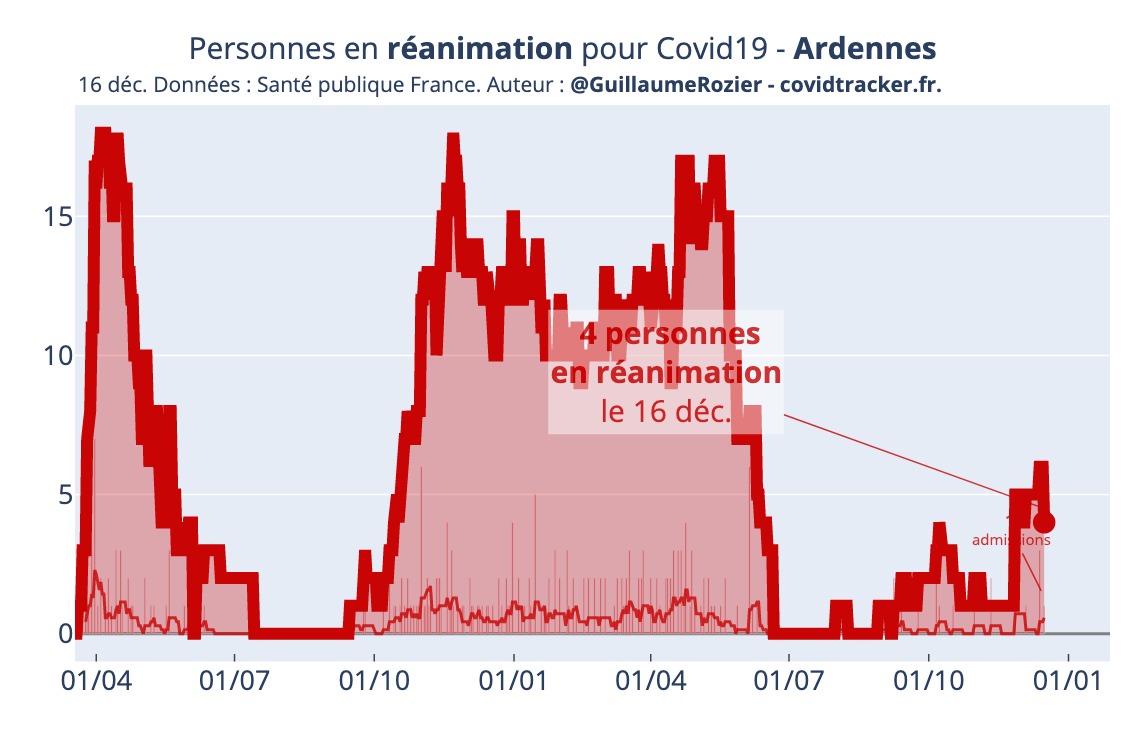 Personnes en réanimation pour Covid19 - Ardennes
16 déc. Données : Santé publique France. Auteur : @GuillaumeRozier - covidtracker.fr.
15
10
5
0
4 personnes
en réanimation
le 16 déc.
admissions
01/04
01/07
01/10
01/01
01/04
01/07
01/10
01/01